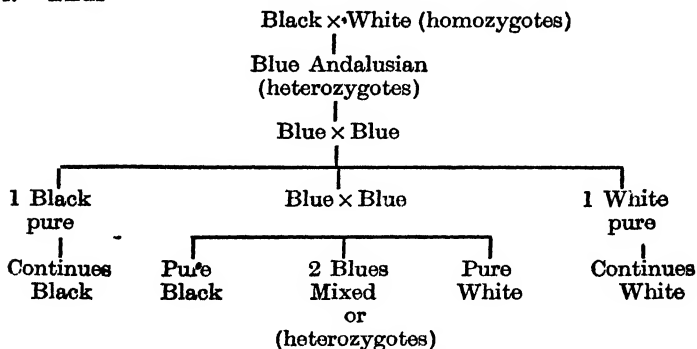 Black × White (homozygotes)
Blue Andalusian
(heterozygotes)
Blue × Blue
1 Black
pure
Blue × Blue
1 White
pure
Continues
Black
Pure
Black
2 Blues
Mixed
or
(heterozygotes)
Pure
White
Continues
White